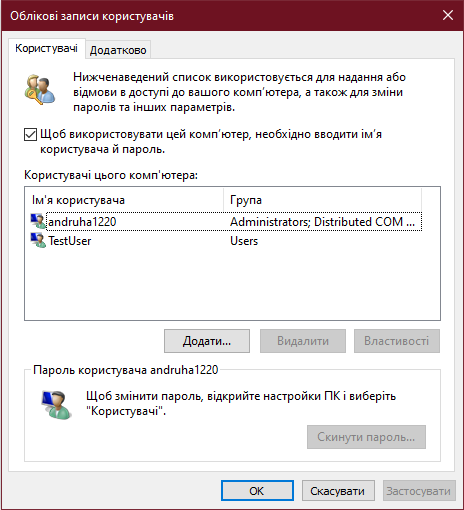 Облікові записи користувачів
Користувачі Додатково
Нижченаведений список використовується для надання або
відмови в доступі до вашого комп’ютера, а також для зміни
паролів та інших параметрів.
Щоб використовувати цей комп’ютер, необхідно вводити ім’я
користувача й пароль.
Користувачі цього комп’ютера:
Ім'я користувача Група
andruha1220 Administrators; Distributed COM ...
TestUser Users
Додати... Видалити Властивості
Пароль користувача andruha1220
Щоб змінити пароль, відкрийте настройки ПК і виберіть
"Користувачі".
Скинути пароль...
ОК Скасувати Застосувати